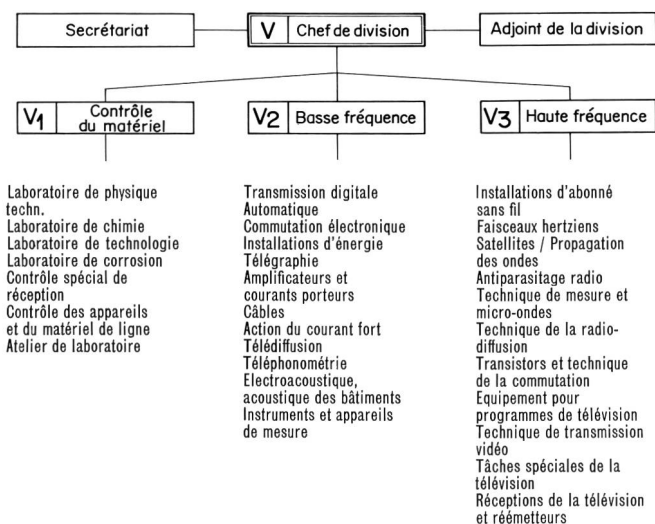 Secrétariat
V Chef de division
Adjoint de la division
V1 Contrôle
du matériel
V2 Basse fréquence
V3 Haute fréquence
Laboratoire de physique
techn.
Laboratoire de chimie
Laboratoire de technologie
Laboratoire de corrosion
Contrôle spécial de
réception
Contrôle des appareils
et du matériel de ligne
Atelier de laboratoire
Transmission digitale
Automatique
Commutation électronique
Installations d'énergie
Télégraphie
Amplificateurs et
courants porteurs
Câbles
Action du courant fort
Télédiffusion
Téléphonométrie
Electroacoustique,
acoustique des bâtiments
Instruments et appareils
de mesure
Installations d'abonné
sans fil
Faisceaux hertziens
Satellites / Propagation
des ondes
Antiparasitage radio
Technique de mesure et
micro-ondes
Technique de la radio-
diffusion
Transistors et technique
de la commutation
Equipement pour
programmes de télévision
Technique de transmission
vidéo
Tâches spéciales de la
télévision
Réceptions de la télévision
et réémetteurs